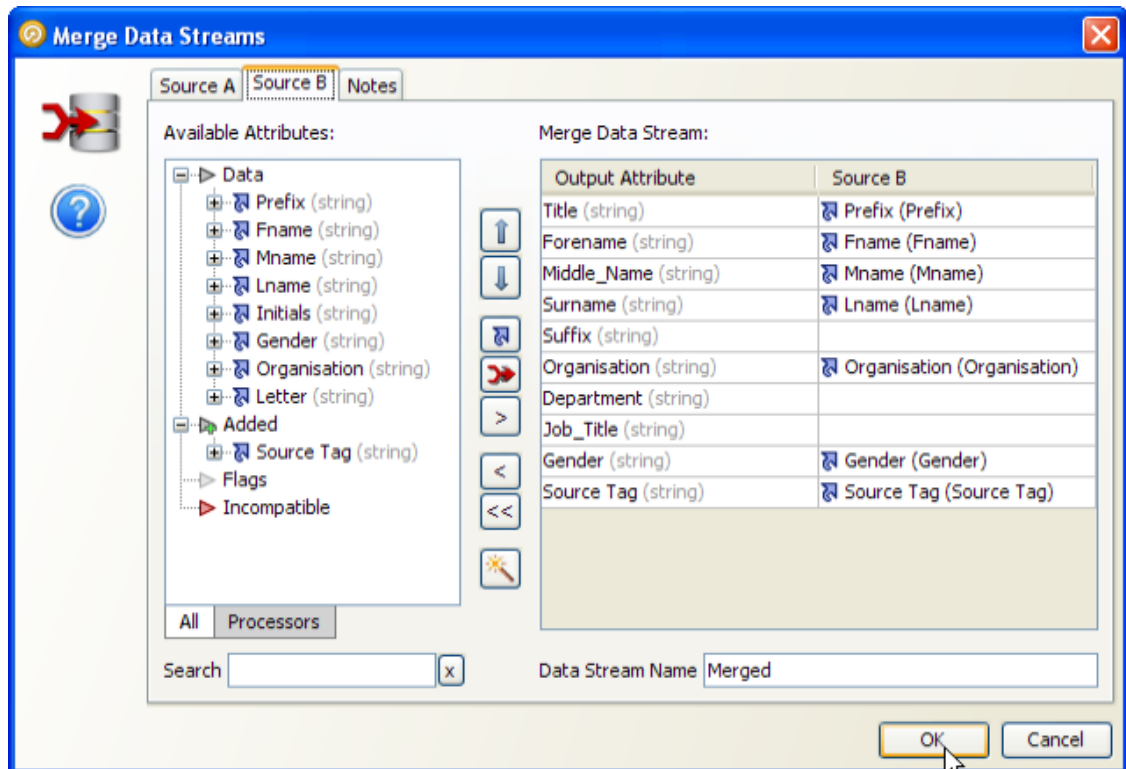 Merge Data Streams
Source A Source B Notes
Available Attributes:
Data
Prefix (string)
Fname (string)
Mname (string)
Lname (string)
Initials (string)
Gender (string)
Organisation (string)
Letter (string)
Added
Source Tag (string)
Flags
Incompatible
All Processors
Search x
Merge Data Stream:
Output Attribute Source B
Title (string) Prefix (Prefix)
Forename (string) Fname (Fname)
Middle_Name (string) Mname (Mname)
Surname (string) Lname (Lname)
Suffix (string)
Organisation (string) Organisation (Organisation)
Department (string)
Job_Title (string)
Gender (string) Gender (Gender)
Source Tag (string) Source Tag (Source Tag)
>
<
<<
Data Stream Name Merged
OK Cancel